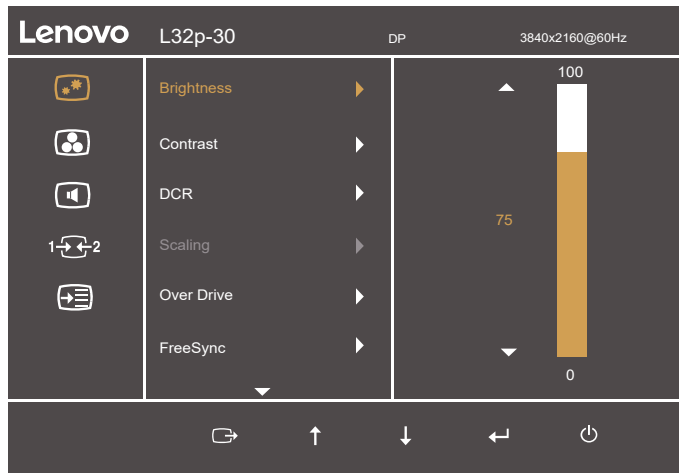 Lenovo L32p-30 DP 3840x2160@60Hz
100
Brightness
Contrast
DCR
75
1 2
Scaling
Over Drive
FreeSync
0